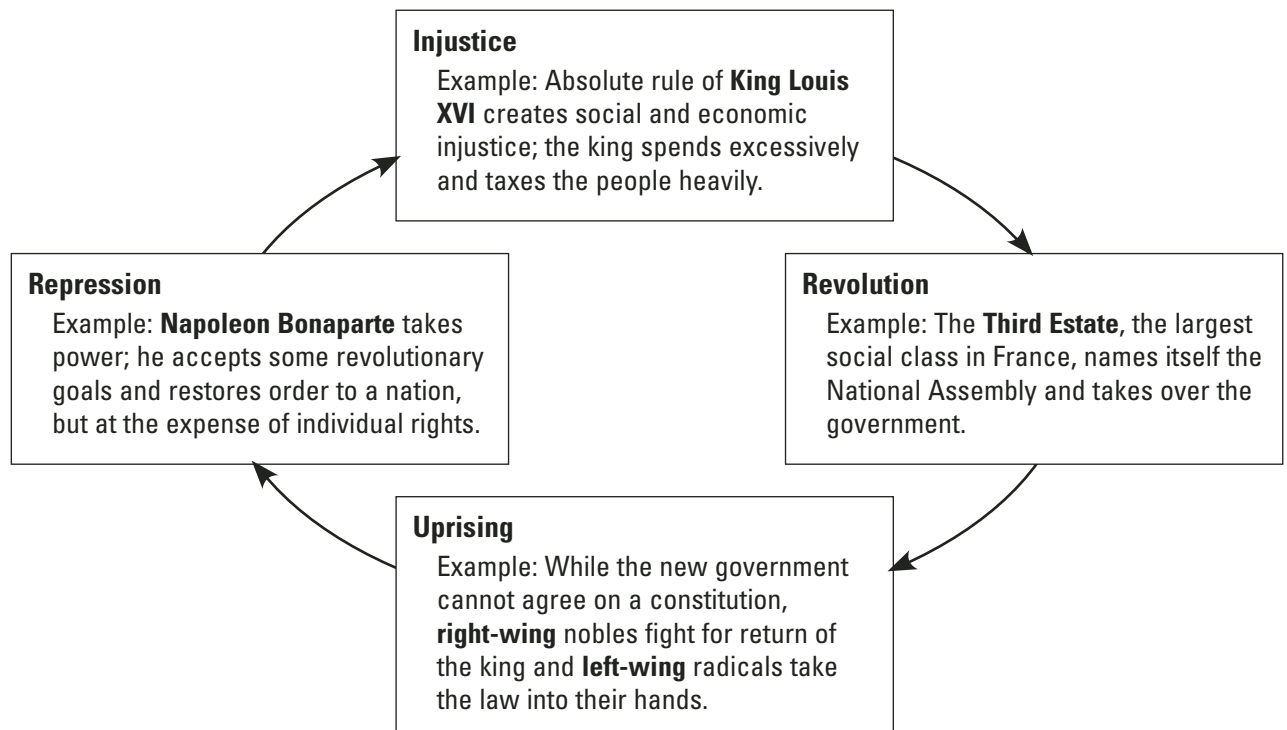 Injustice
Example: Absolute rule of King Louis
XVI creates social and economic
injustice; the king spends excessively
and taxes the people heavily.
Repression
Example: Napoleon Bonaparte takes
power; he accepts some revolutionary
goals and restores order to a nation,
but at the expense of individual rights.
Revolution
Example: The Third Estate, the largest
social class in France, names itself the
National Assembly and takes over the
government.
Uprising
Example: While the new government
cannot agree on a constitution,
right-wing nobles fight for return of
the king and left-wing radicals take
the law into their hands.